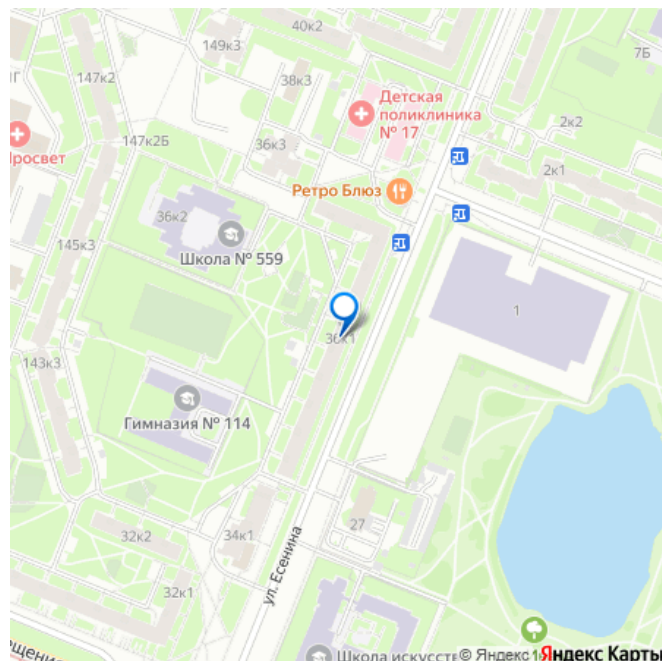 40к2
149к3
7Б
147к2
38к3
Детская
поликлиника
№ 17
2к2
147к2Б
36к3
2к1
Ретро Блюз
36к2
Школа № 559
145к3
1
36к1
143к3
Гимназия № 114
27
32к2
34к1
ул. Есенина
32к1
Школа искусств
© Яндекс
Яндекс Карты